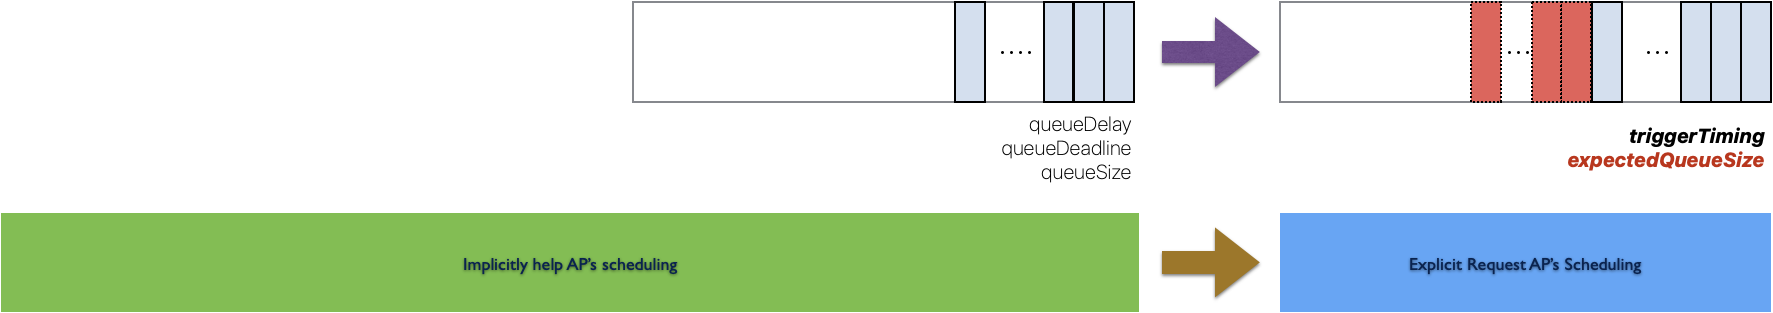 ....
...
...
queueDelay
queueDeadline
queueSize
triggerTiming
expectedQueueSize
Implicitly help AP's scheduling
Explicit Request AP's Scheduling